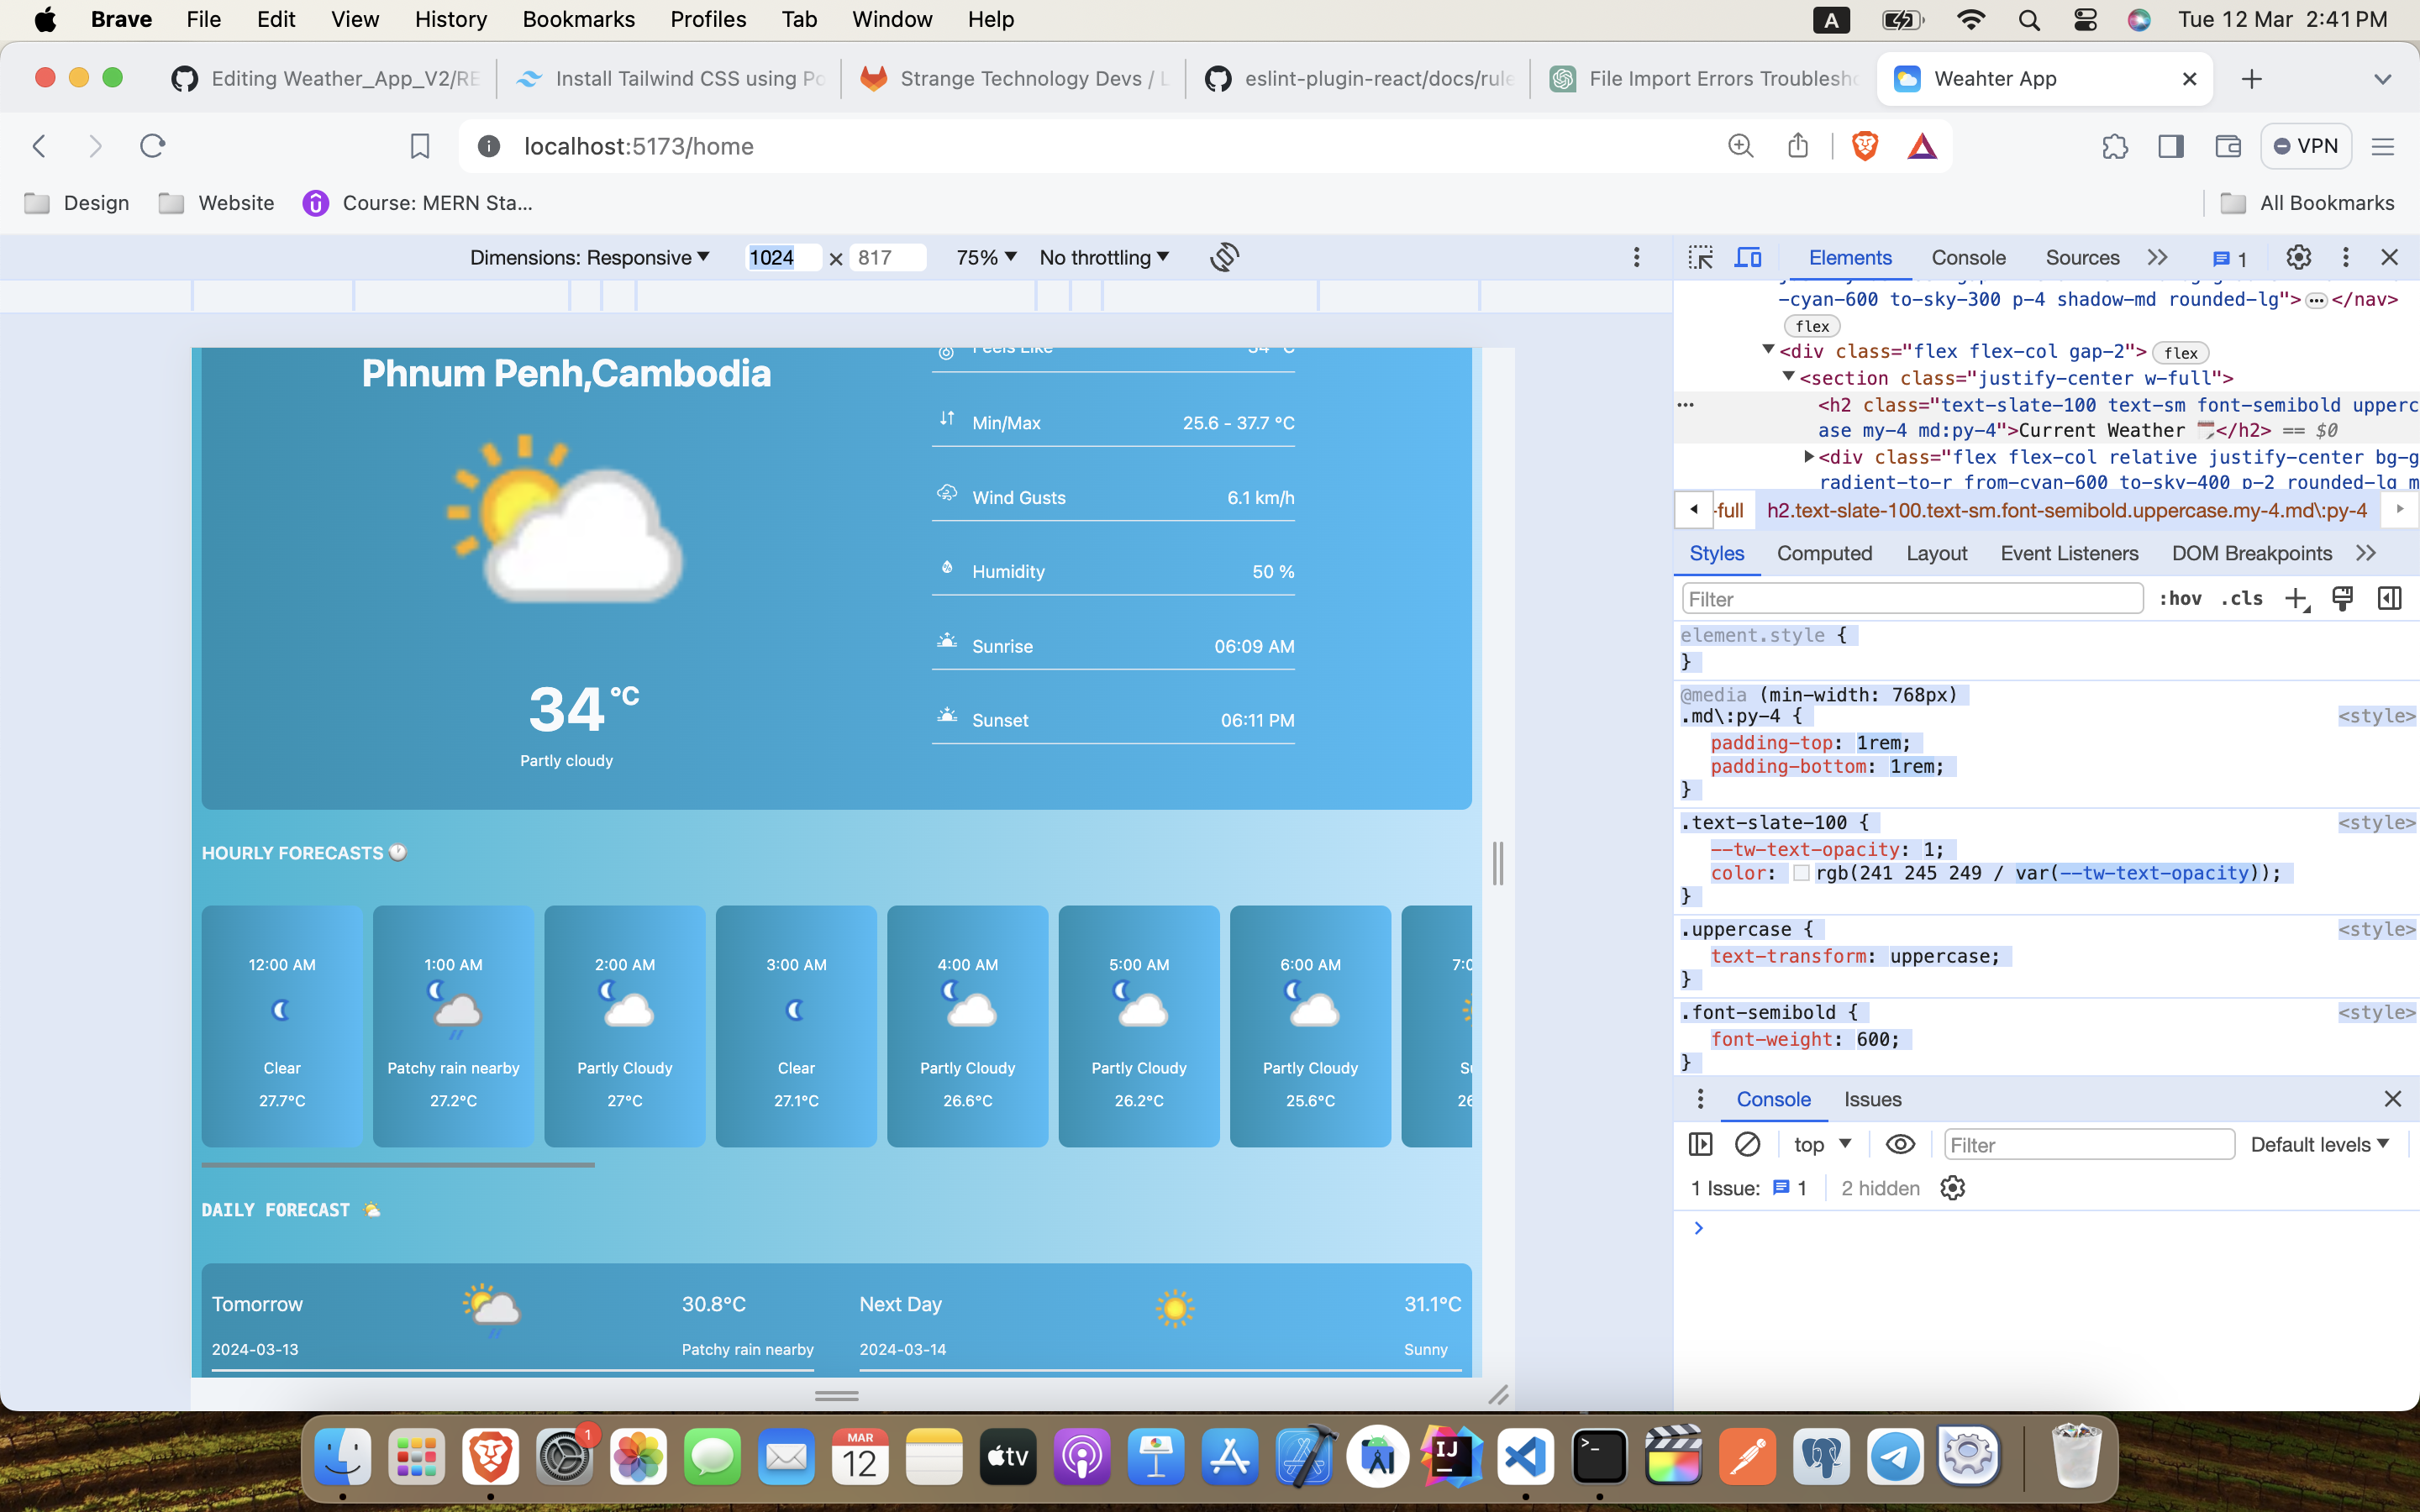 Brave File Edit View History Bookmarks Profiles Tab Window Help A Tue 12 Mar 2:41 PM
Editing Weather_App_V2/RE Install Tailwind CSS using Po Strange Technology Devs / L eslint-plugin-react/docs/rule File Import Errors Troublesho Weahter App
localhost:5173/home VPN
Design Website Course: MERN Sta... All Bookmarks
Dimensions: Responsive 1024 × 817 75% No throttling
Elements Console Sources 1
-cyan-600 to-sky-300 p-4 shadow-md rounded-lg">…</nav>
flex
<div class="flex flex-col gap-2"> flex
<section class="justify-center w-full">
<h2 class="text-slate-100 text-sm font-semibold upperc
ase my-4 md:py-4">Current Weather 🗓️</h2> == $0
<div class="flex flex-col relative justify-center bg-g
radient-to-r from-cyan-600 to-sky-400 p-2 rounded-lg m
-full h2.text-slate-100.text-sm.font-semibold.uppercase.my-4.md\:py-4
Styles Computed Layout Event Listeners DOM Breakpoints
Filter :hov .cls
element.style {
}
@media (min-width: 768px)
.md\:py-4 { <style>
padding-top: 1rem;
padding-bottom: 1rem;
}
.text-slate-100 { <style>
--tw-text-opacity: 1;
color: rgb(241 245 249 / var(--tw-text-opacity));
}
.uppercase { <style>
text-transform: uppercase;
}
.font-semibold { <style>
font-weight: 600;
}
Console Issues
top Filter Default levels
1 Issue: 1 2 hidden
Phnum Penh,Cambodia
34 °C
Partly cloudy
Feels Like 34 °C
Min/Max 25.6 - 37.7 °C
Wind Gusts 6.1 km/h
Humidity 50 %
Sunrise 06:09 AM
Sunset 06:11 PM
HOURLY FORECASTS 🕐
12:00 AM 1:00 AM 2:00 AM 3:00 AM 4:00 AM 5:00 AM 6:00 AM 7:0
Clear Patchy rain nearby Partly Cloudy Clear Partly Cloudy Partly Cloudy Partly Cloudy Su
27.7°C 27.2°C 27°C 27.1°C 26.6°C 26.2°C 25.6°C 26
DAILY FORECAST 🌤️
Tomorrow 30.8°C Next Day 31.1°C
2024-03-13 Patchy rain nearby 2024-03-14 Sunny
1
MAR
12
tv
IJ